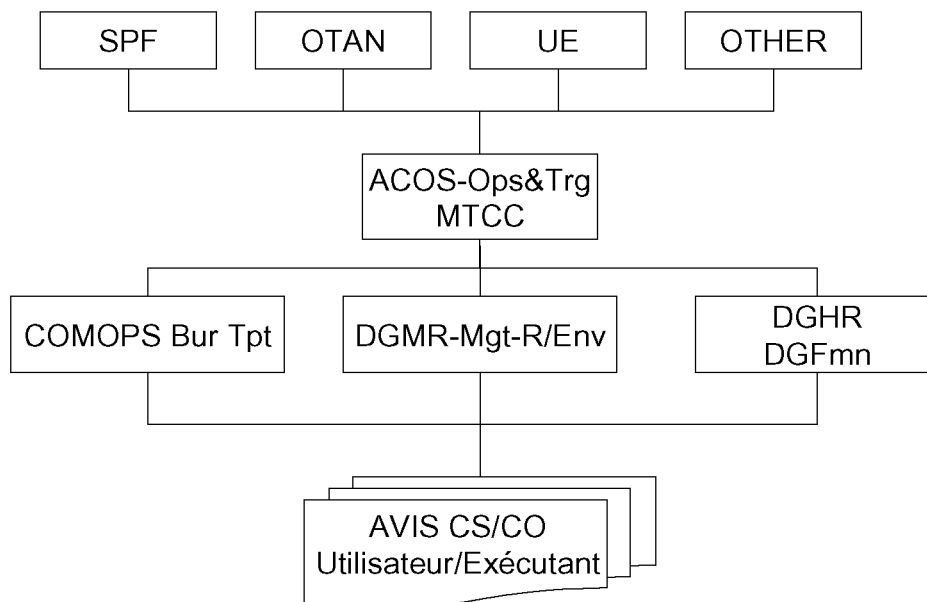 SPF
OTAN
UE
OTHER
ACOS-Ops&Trg
MTCC
COMOPS Bur Tpt
DGMR-Mgt-R/Env
DGHR
DGFmn
AVIS CS/CO
Utilisateur/Exécutant